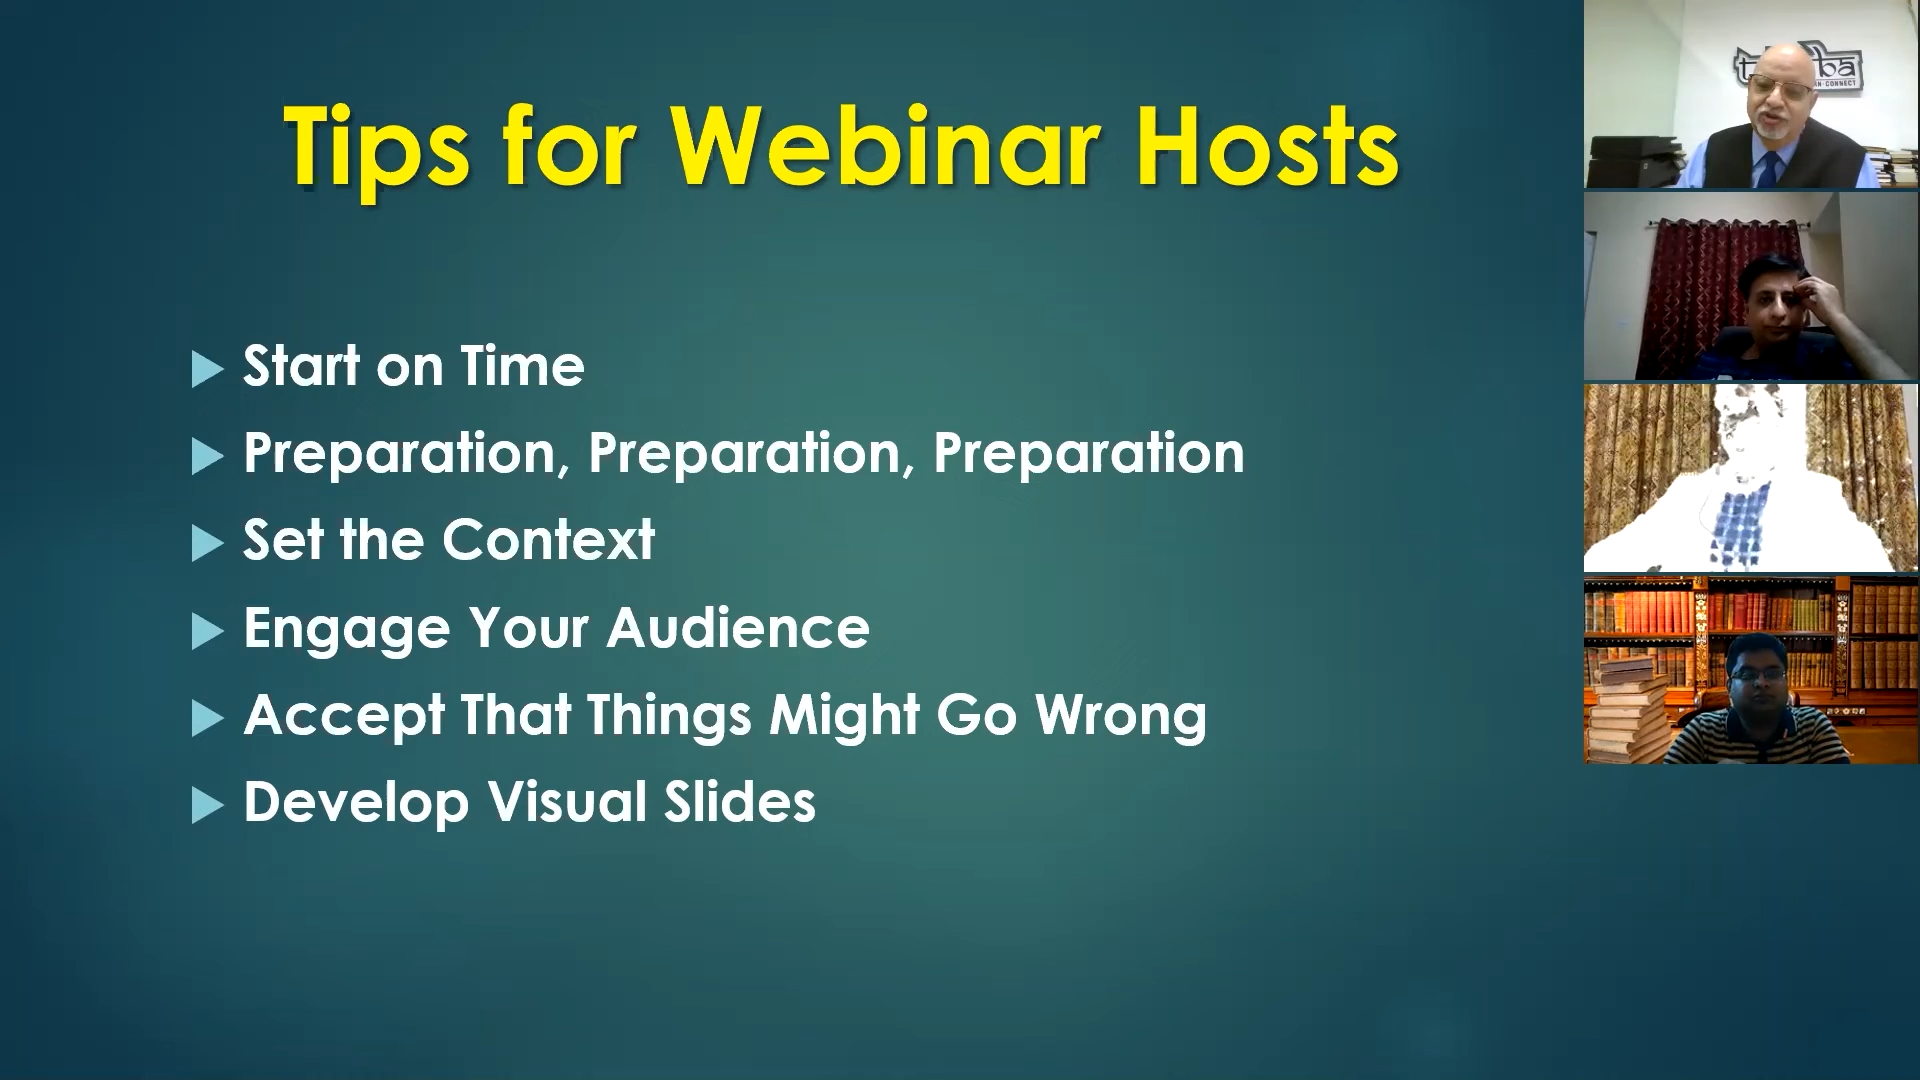 Tips for Webinar Hosts
Start on Time
Preparation, Preparation, Preparation
Set the Context
Engage Your Audience
Accept That Things Might Go Wrong
Develop Visual Slides